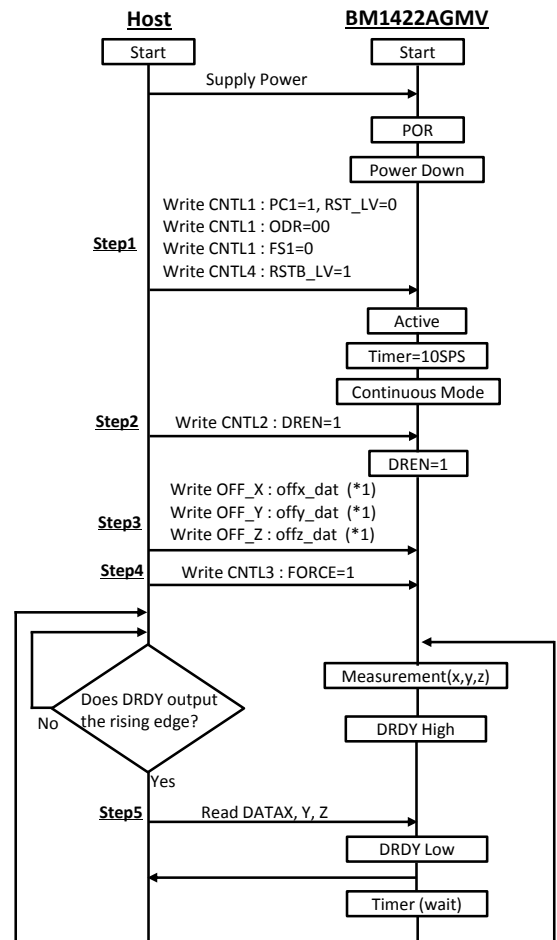 Host
BM1422AGMV
Start
Start
Supply Power
POR
Power Down
Write CNTL1 : PC1=1, RST_LV=0
Write CNTL1 : ODR=00
Step1
Write CNTL1 : FS1=0
Write CNTL4 : RSTB_LV=1
Active
Timer=10SPS
Continuous Mode
Step2
Write CNTL2 : DREN=1
DREN=1
Write OFF_X : offx_dat (*1)
Write OFF_Y : offy_dat (*1)
Step3
Write OFF_Z : offz_dat (*1)
Step4
Write CNTL3 : FORCE=1
Measurement(x,y,z)
Does DRDY output
the rising edge?
No
DRDY High
Yes
Step5
Read DATAX, Y, Z
DRDY Low
Timer (wait)